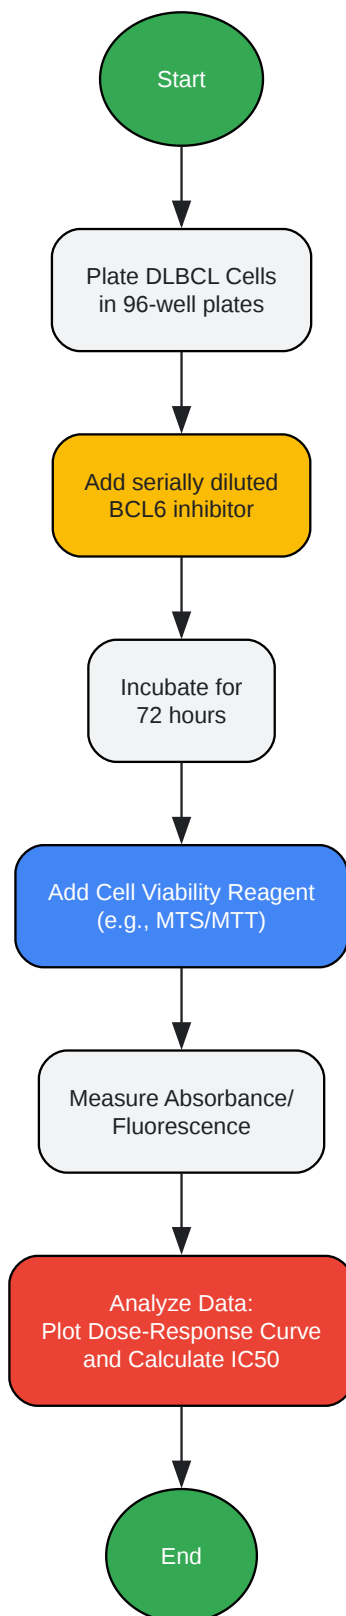 Start
Plate DLBCL Cells
in 96-well plates
Add serially diluted
BCL6 inhibitor
Incubate for
72 hours
Add Cell Viability Reagent
(e.g., MTS/MTT)
Measure Absorbance/
Fluorescence
Analyze Data:
Plot Dose-Response Curve
and Calculate IC50
End